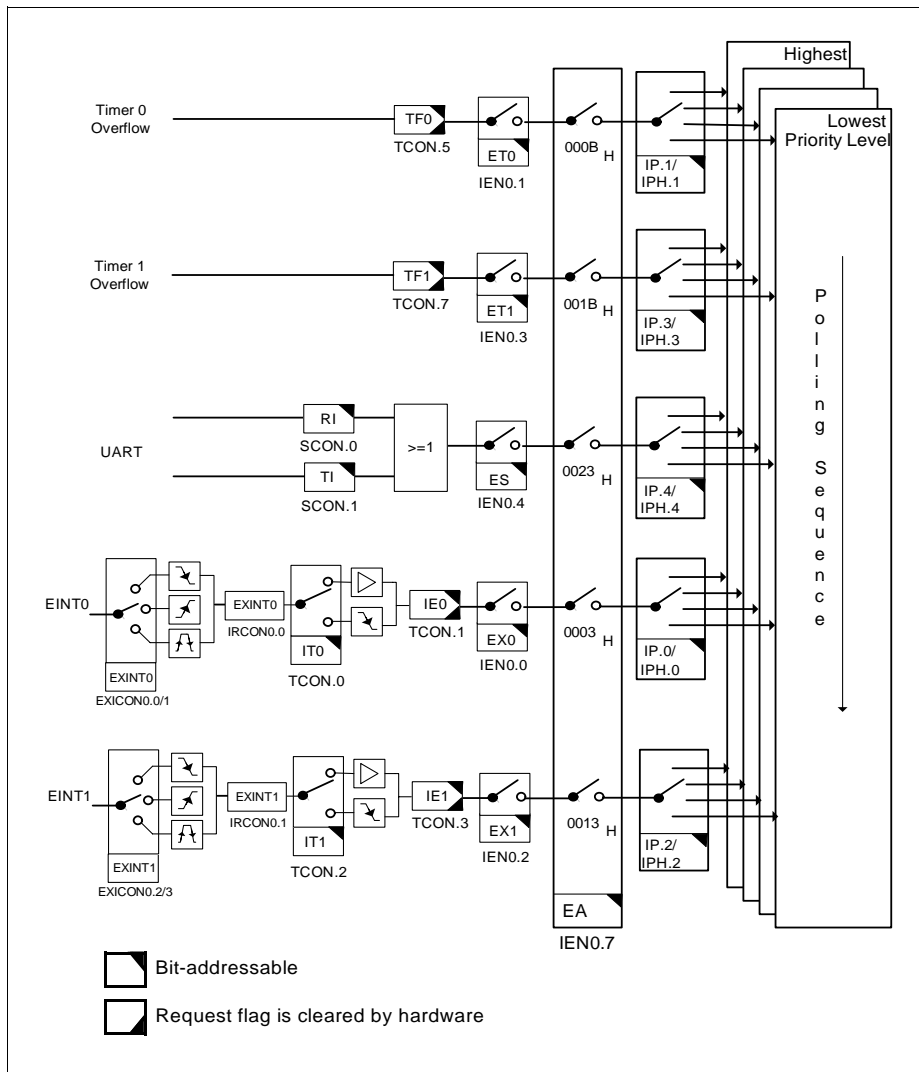 Highest
Lowest
Priority Level
Timer 0
Overflow
TF0
TCON.5
ET0
IEN0.1
000B H
IP.1/
IPH.1
Timer 1
Overflow
TF1
TCON.7
ET1
IEN0.3
001B H
IP.3/
IPH.3
Polling Sequence
UART
RI
SCON.0
TI
SCON.1
>=1
ES
IEN0.4
0023 H
IP.4/
IPH.4
EINT0
EXINT0
EXICON0.0/1
EXINT0
IRCON0.0
IT0
TCON.0
IE0
TCON.1
EX0
IEN0.0
0003 H
IP.0/
IPH.0
EINT1
EXINT1
EXICON0.2/3
EXINT1
IRCON0.1
IT1
TCON.2
IE1
TCON.3
EX1
IEN0.2
0013 H
IP.2/
IPH.2
EA
IEN0.7
Bit-addressable
Request flag is cleared by hardware